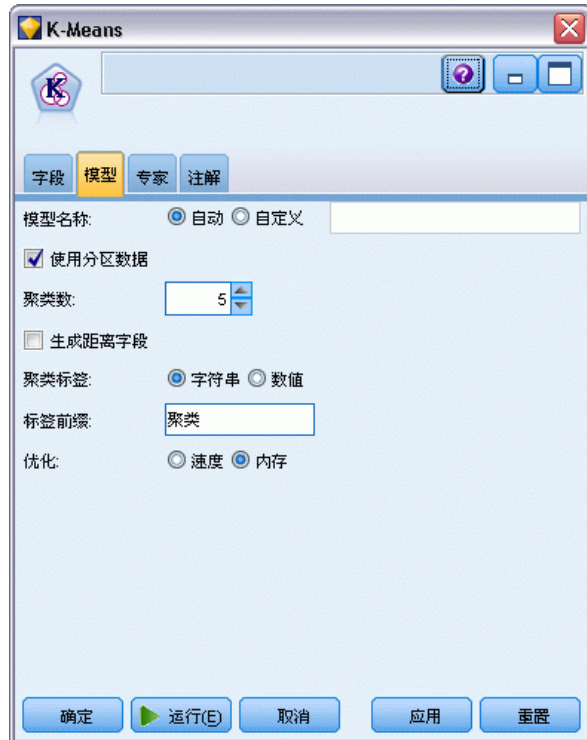 K-Means
字段 模型 专家 注解
模型名称: 自动 自定义
使用分区数据
聚类数: 5
生成距离字段
聚类标签: 字符串 数值
标签前缀: 聚类
优化: 速度 内存
确定 运行(E) 取消 应用 重置